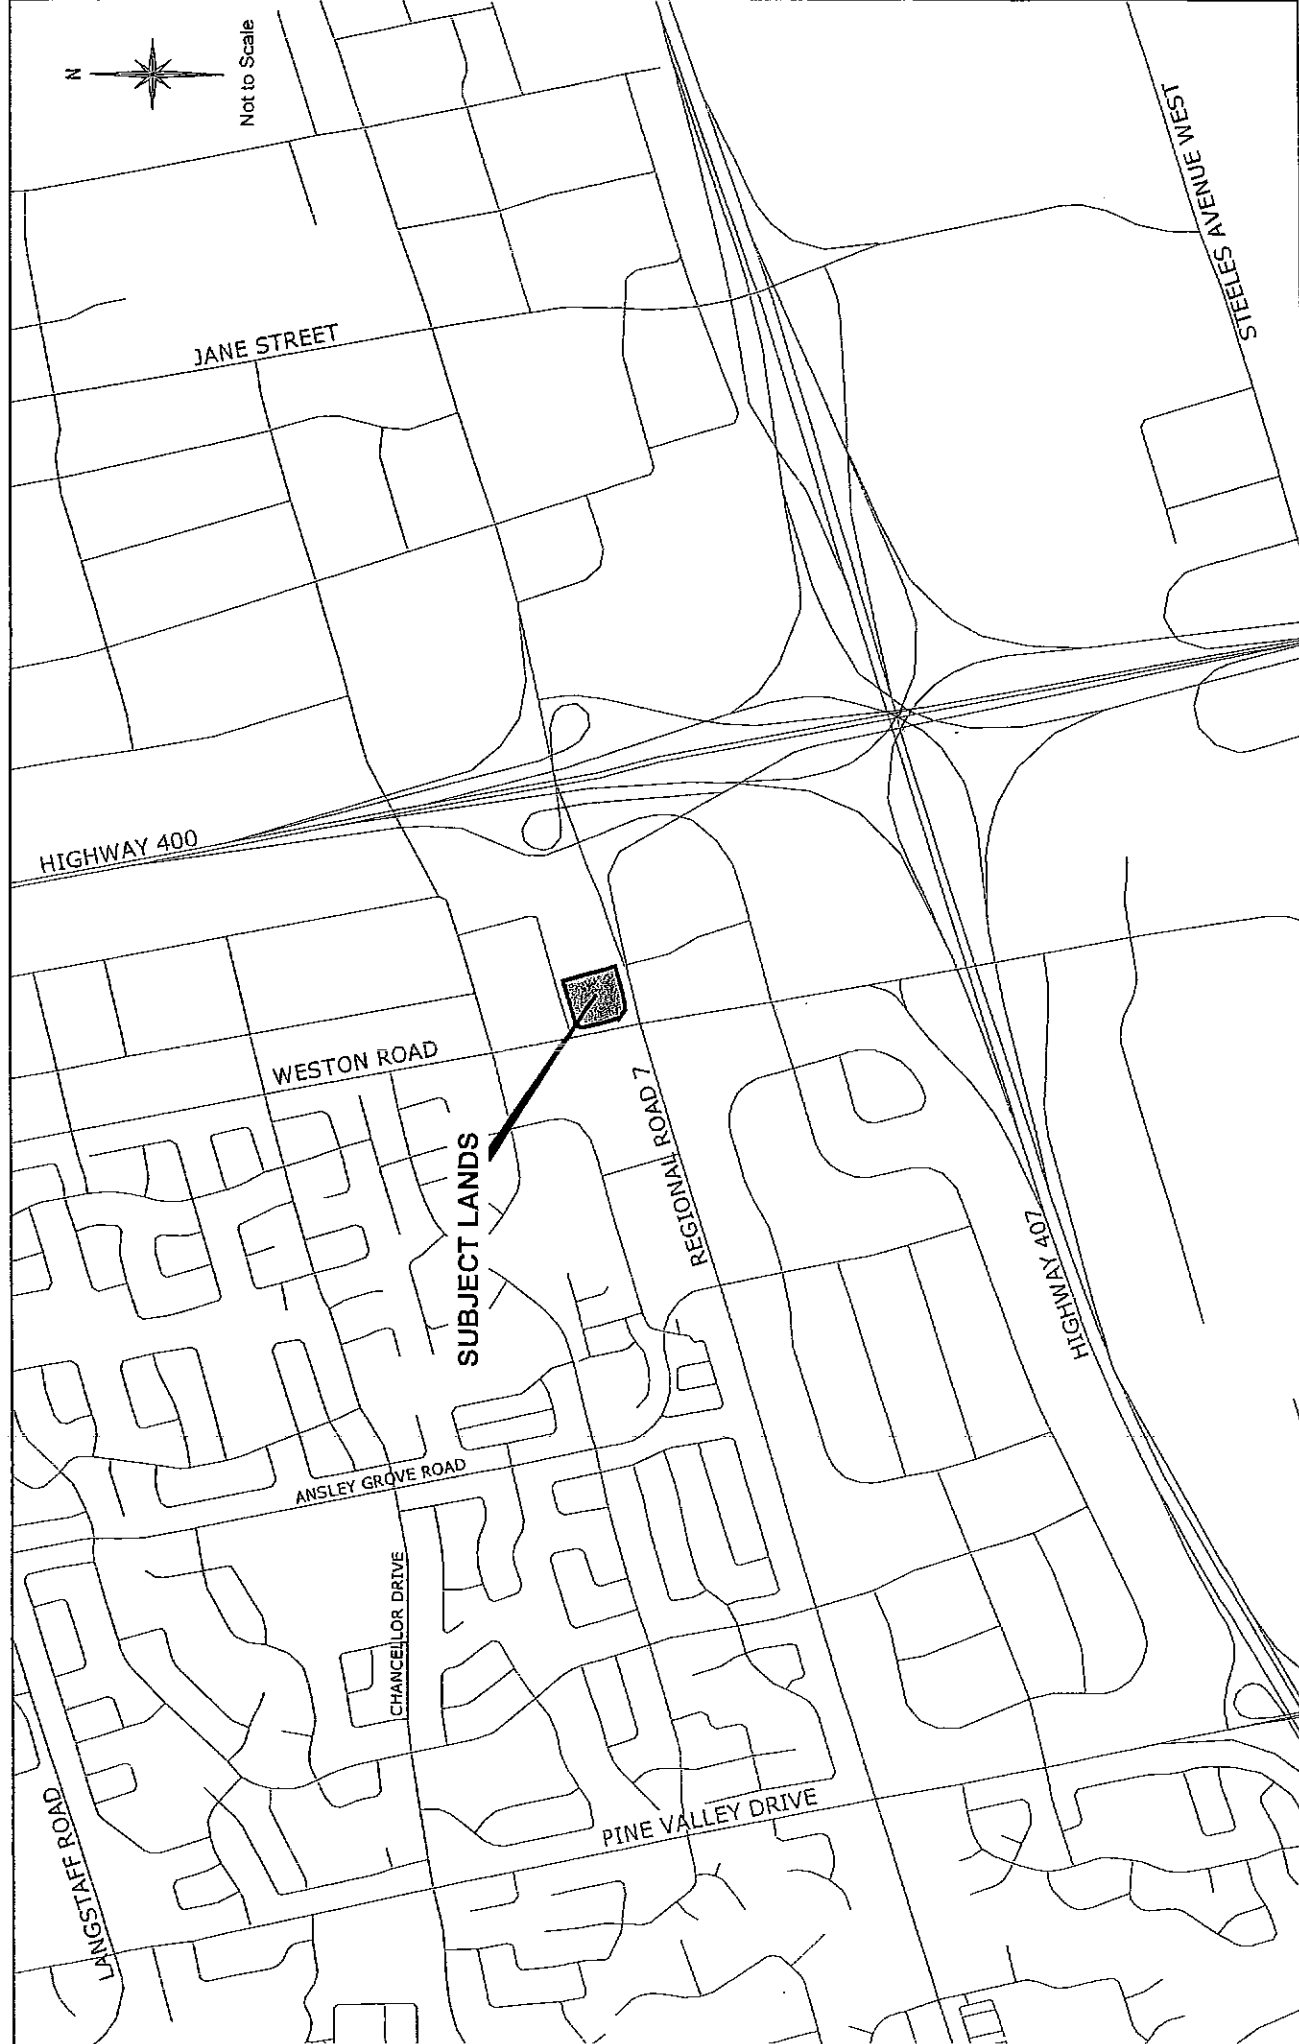 N
Not to Scale
JANE STREET
STEELES AVENUE WEST
HIGHWAY 400
WESTON ROAD
REGIONAL ROAD 7
SUBJECT LANDS
HIGHWAY 407
ANSLEY GROVE ROAD
CHANCELLOR DRIVE
PINE VALLEY DRIVE
LANGSTAFF ROAD